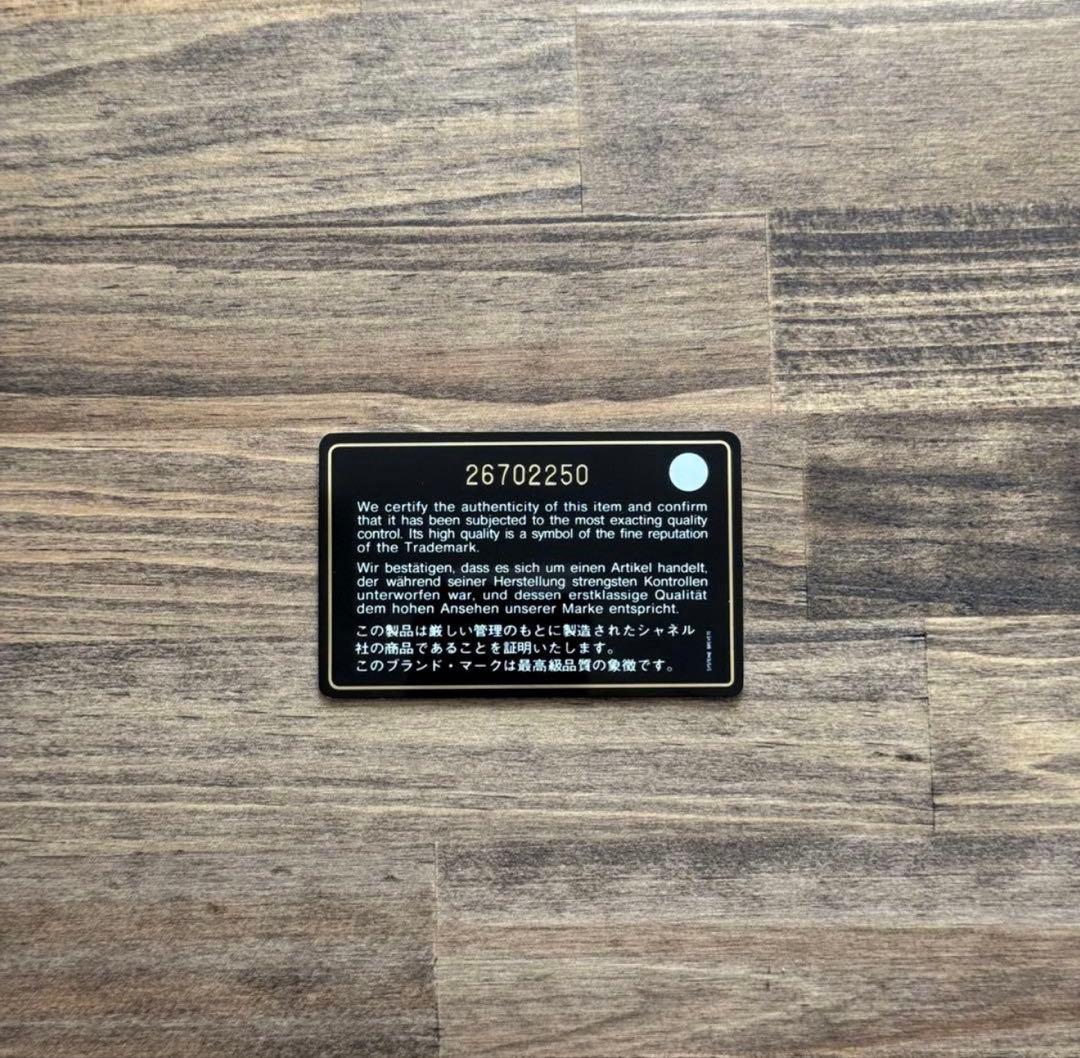 26702250
We certify the authenticity of this item and confirm
that it has been subjected to the most exacting quality
control. Its high quality is a symbol of the fine reputation
of the Trademark.
Wir bestätigen, dass es sich um einen Artikel handelt,
der während seiner Herstellung strengsten Kontrollen
unterworfen war, und dessen erstklassige Qualität
dem hohen Ansehen unserer Marke entspricht.
この製品は厳しい管理のもとに製造されたシャネル
社の商品であることを証明いたします。
このブランド・マークは最高級品質の象徴です。